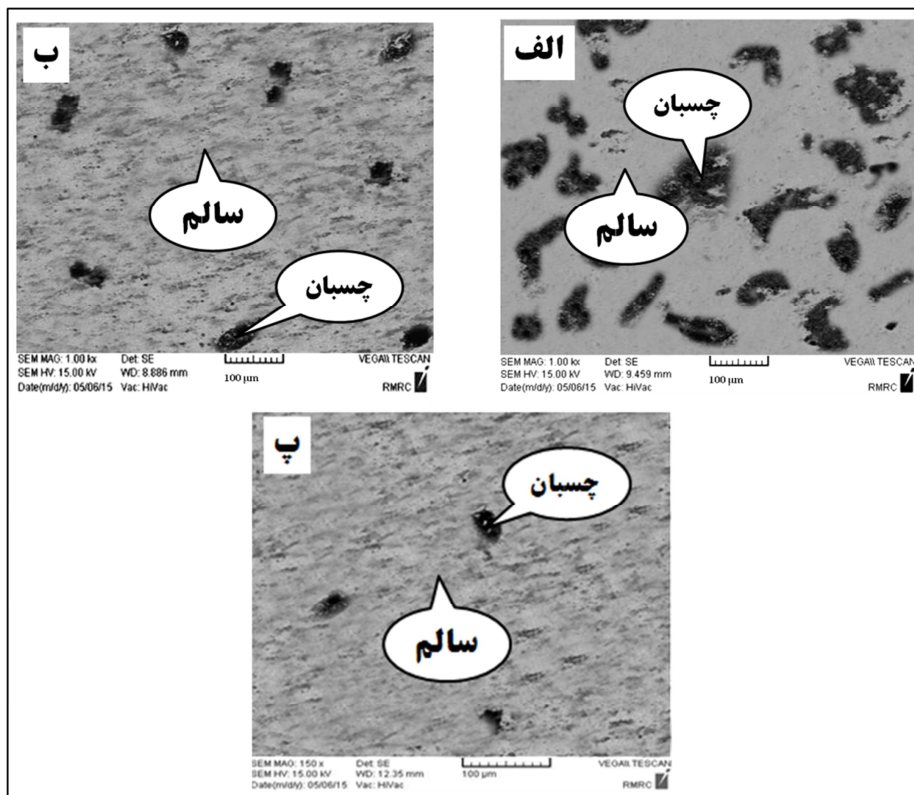 الف
چسبان
سالم
SEM MAG: 1.00 kx Det: SE
SEM HV: 15.00 kV WD: 9.459 mm
Date(m/d/y): 05/06/15 Vac: HiVac
100 µm
VEGA\\ TESCAN
RMRC
ب
سالم
چسبان
SEM MAG: 1.00 kx Det: SE
SEM HV: 15.00 kV WD: 8.886 mm
Date(m/d/y): 05/06/15 Vac: HiVac
100 µm
VEGA\\ TESCAN
RMRC
پ
چسبان
سالم
SEM MAG: 150 x Det: SE
SEM HV: 15.00 kV WD: 12.35 mm
Date(m/d/y): 05/06/15 Vac: HiVac
100 µm
VEGA\\ TESCAN
RMRC